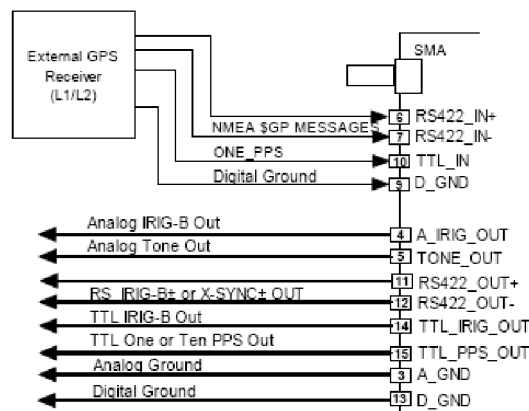 External GPS
Receiver
(L1/L2)
SMA
6 RS422_IN+
NMEA $GP MESSAGES 7 RS422_IN-
ONE_PPS 10 TTL_IN
Digital Ground 9 D_GND
Analog IRIG-B Out 4 A_IRIG_OUT
Analog Tone Out 5 TONE_OUT
11 RS422_OUT+
RS IRIG-B± or X-SYNC± OUT 12 RS422_OUT-
TTL IRIG-B Out 14 TTL_IRIG_OUT
TTL One or Ten PPS Out 15 TTL_PPS_OUT
Analog Ground 3 A_GND
Digital Ground 13 D_GND